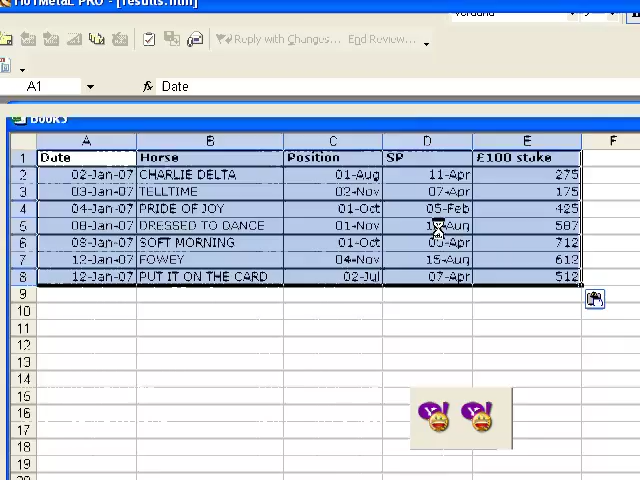 HoTMetaL PRO - [results.htm]
Verdana
Reply with Changes... End Review...
A1 fx Date
Book3
A B C D E F
1 Date Horse Position SP £100 stake
2 02-Jan-07 CHARLIE DELTA 01-Aug 11-Apr 275
3 03-Jan-07 TELLTIME 02-Nov 07-Apr 175
4 04-Jan-07 PRIDE OF JOY 01-Oct 05-Feb 425
5 08-Jan-07 DRESSED TO DANCE 01-Nov 587
6 08-Jan-07 SOFT MORNING 01-Oct 712
7 12-Jan-07 FOWEY 04-Nov 15-Aug 612
8 12-Jan-07 PUT IT ON THE CARD 02-Jul 07-Apr 512
9
10
11
12
13
14
15
16
17
18
19